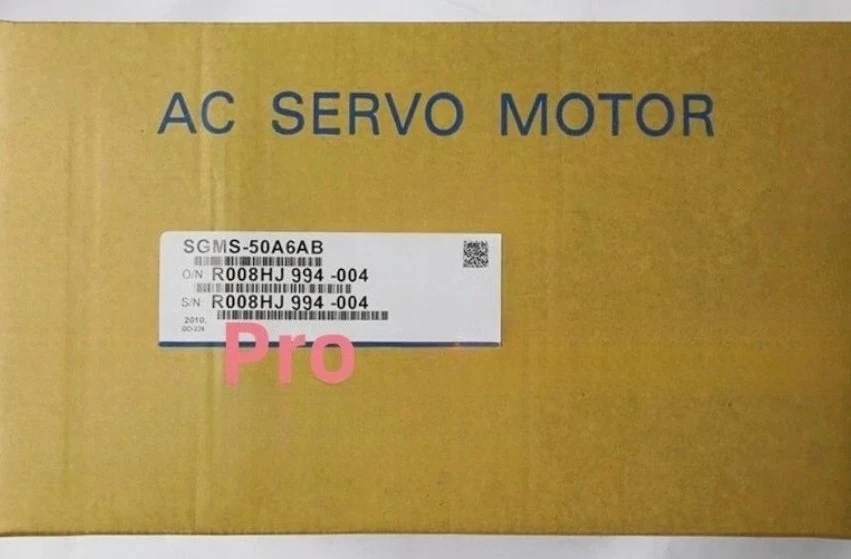 AC SERVO MOTOR
SGMS-50A6AB
O/N R008HJ 994 -004
S/N R008HJ 994 -004
2010.
Pro